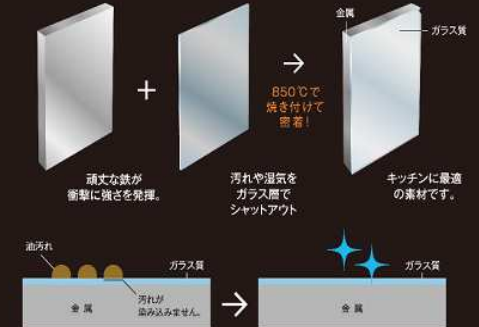 金属
ガラス質
850℃で
焼き付けて
密着!
頑丈な鉄が
衝撃に強さを発揮。
汚れや湿気を
ガラス層で
シャットアウト
キッチンに最適
の素材です。
油汚れ
ガラス質
金属
汚れが
染み込みません。
ガラス質
金属